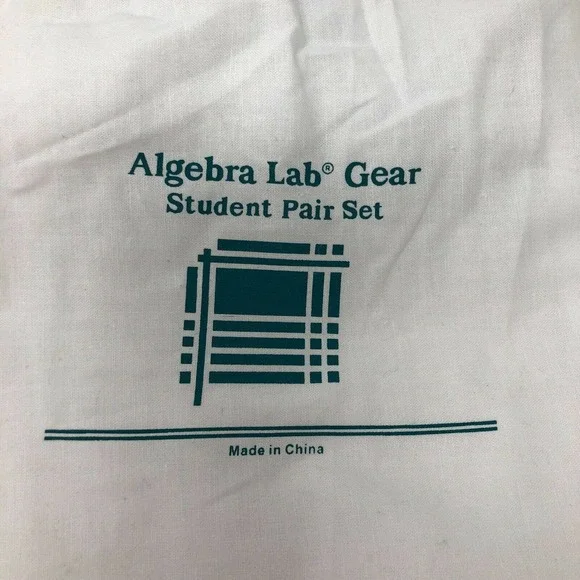 Algebra Lab® Gear
Student Pair Set
Made in China